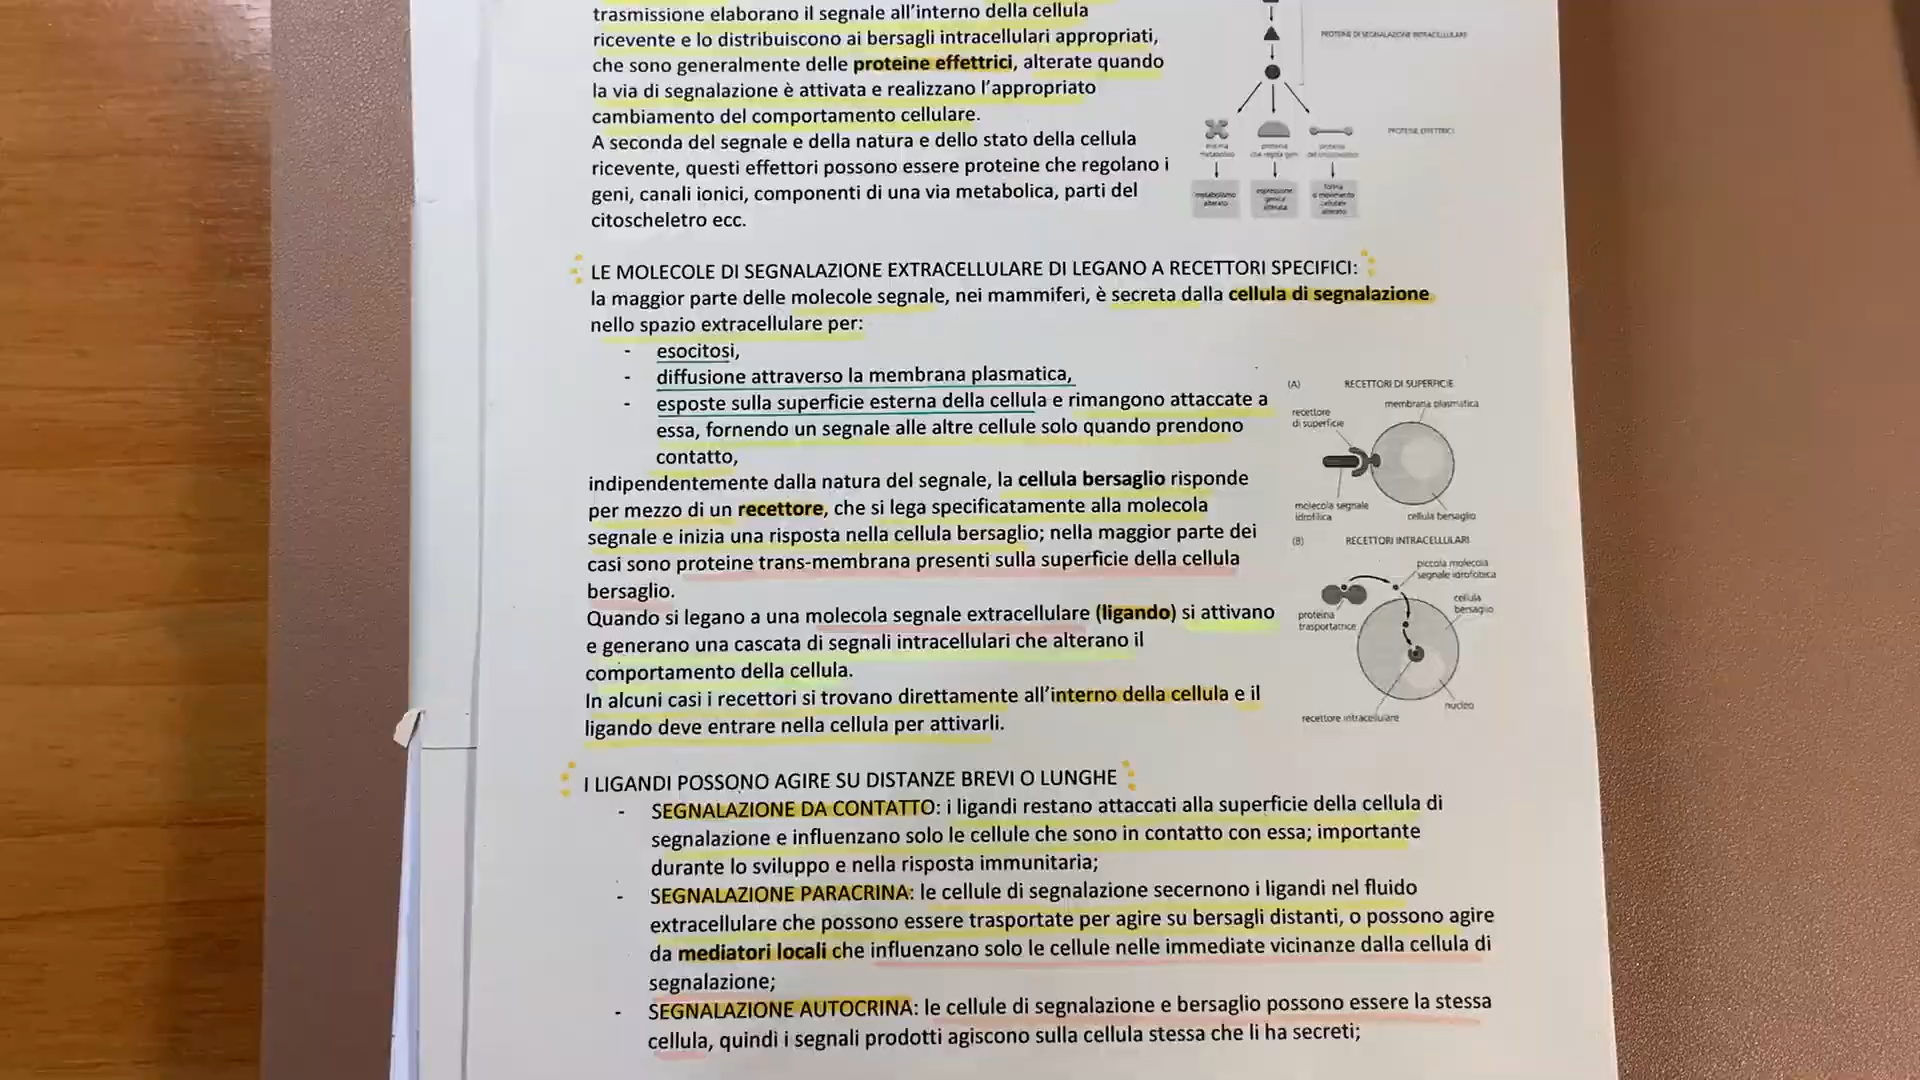 trasmissione elaborano il segnale all'interno della cellula
ricevente e lo distribuiscono ai bersagli intracellulari appropriati,
che sono generalmente delle proteine effettrici, alterate quando
la via di segnalazione è attivata e realizzano l'appropriato
cambiamento del comportamento cellulare.
A seconda del segnale e della natura e dello stato della cellula
ricevente, questi effettori possono essere proteine che regolano i
geni, canali ionici, componenti di una via metabolica, parti del
citoscheletro ecc.
PROTEINE DI SEGNALAZIONE INTRACELLULARE
PROTEINE EFFETTRICI
metabolico
proteina
che regola geni
metabolismo
alterato
espressione
genica
alterata
forma
o movimento
cellulare
alterato
LE MOLECOLE DI SEGNALAZIONE EXTRACELLULARE DI LEGANO A RECETTORI SPECIFICI:
la maggior parte delle molecole segnale, nei mammiferi, è secreta dalla cellula di segnalazione
nello spazio extracellulare per:
- esocitosi,
- diffusione attraverso la membrana plasmatica,
- esposte sulla superficie esterna della cellula e rimangono attaccate a
essa, fornendo un segnale alle altre cellule solo quando prendono
contatto,
indipendentemente dalla natura del segnale, la cellula bersaglio risponde
per mezzo di un recettore, che si lega specificatamente alla molecola
segnale e inizia una risposta nella cellula bersaglio; nella maggior parte dei
casi sono proteine trans-membrana presenti sulla superficie della cellula
bersaglio.
Quando si legano a una molecola segnale extracellulare (ligando) si attivano
e generano una cascata di segnali intracellulari che alterano il
comportamento della cellula.
In alcuni casi i recettori si trovano direttamente all'interno della cellula e il
ligando deve entrare nella cellula per attivarli.
(A) RECETTORI DI SUPERFICIE
membrana plasmatica
recettore
di superficie
molecola segnale
idrofilica
cellula bersaglio
(B) RECETTORI INTRACELLULARI
piccola molecola
segnale idrofobica
cellula
bersaglio
proteina
trasportatrice
nucleo
recettore intracellulare
I LIGANDI POSSONO AGIRE SU DISTANZE BREVI O LUNGHE
- SEGNALAZIONE DA CONTATTO: i ligandi restano attaccati alla superficie della cellula di
segnalazione e influenzano solo le cellule che sono in contatto con essa; importante
durante lo sviluppo e nella risposta immunitaria;
- SEGNALAZIONE PARACRINA: le cellule di segnalazione secernono i ligandi nel fluido
extracellulare che possono essere trasportate per agire su bersagli distanti, o possono agire
da mediatori locali che influenzano solo le cellule nelle immediate vicinanze dalla cellula di
segnalazione;
- SEGNALAZIONE AUTOCRINA: le cellule di segnalazione e bersaglio possono essere la stessa
cellula, quindi i segnali prodotti agiscono sulla cellula stessa che li ha secreti;